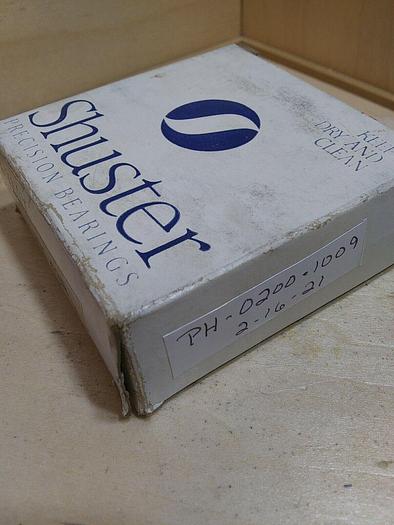 Shuster
PRECISION BEARINGS
KEEP
DRY AND
CLEAN
PH-0200-1009
2-16-21